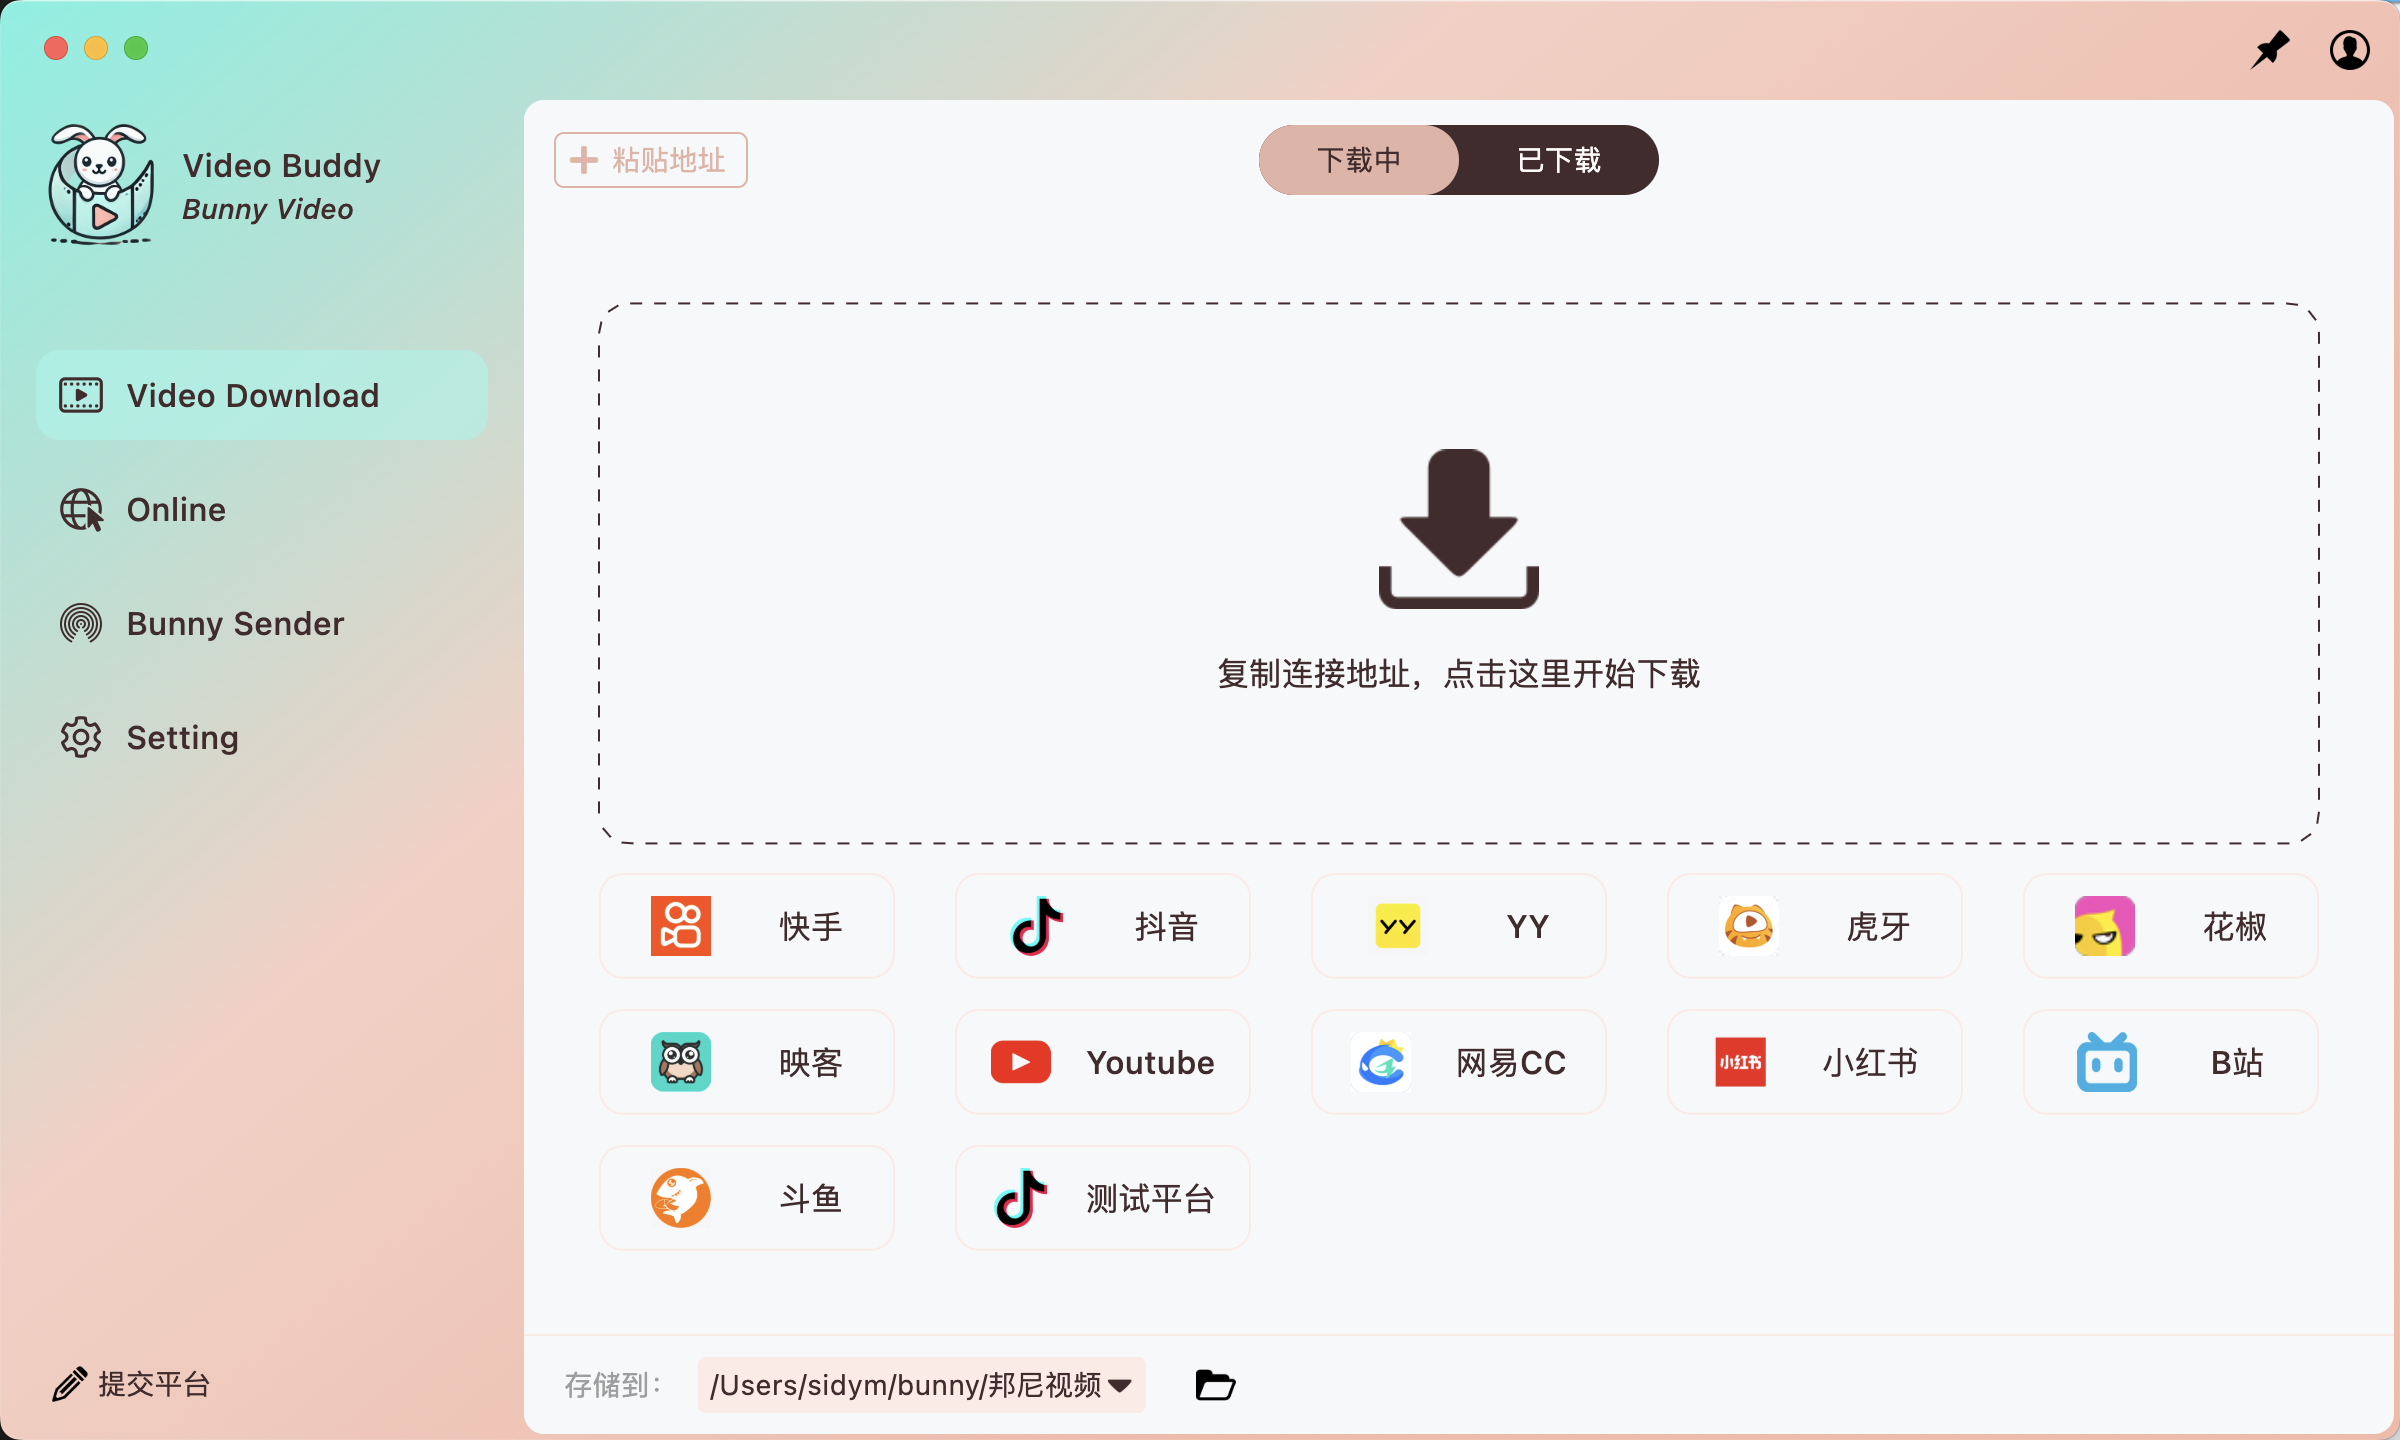 Video Buddy
Bunny Video
Video Download
Online
Bunny Sender
Setting
提交平台
粘贴地址
下载中 已下载
复制连接地址，点击这里开始下载
快手 抖音 YY 虎牙 花椒
映客 Youtube 网易CC 小红书 小红书 B站
斗鱼 测试平台
存储到： /Users/sidym/bunny/邦尼视频